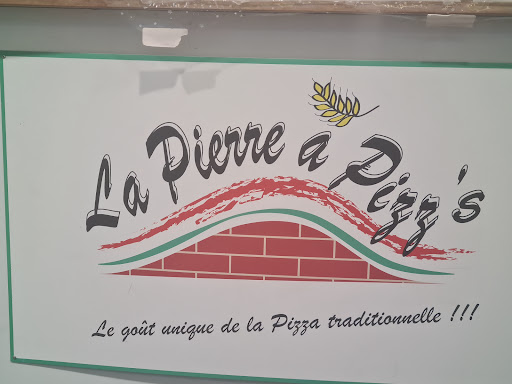 La Pierre a Pizz's
Le goût unique de la Pizza traditionnelle !!!